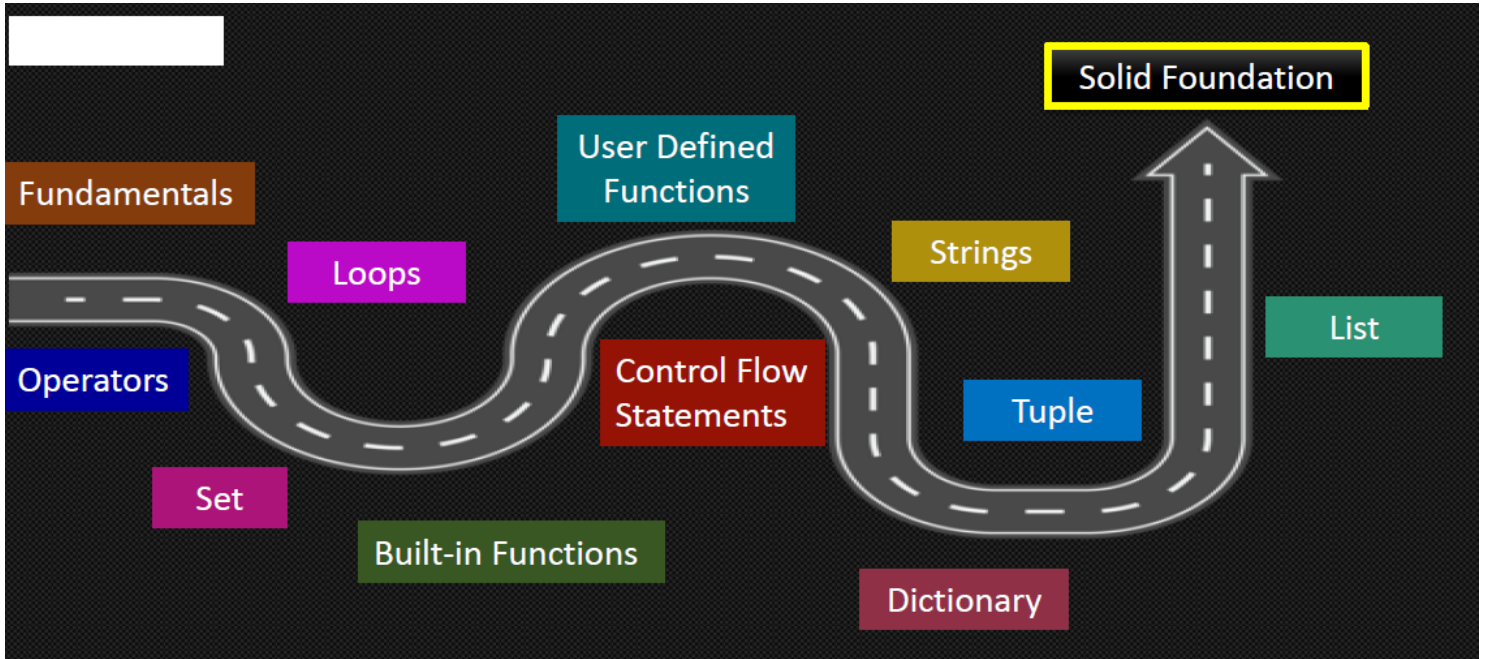 Solid Foundation
User Defined
Functions
Fundamentals
Strings
Loops
List
Control Flow
Statements
Operators
Tuple
Set
Built-in Functions
Dictionary